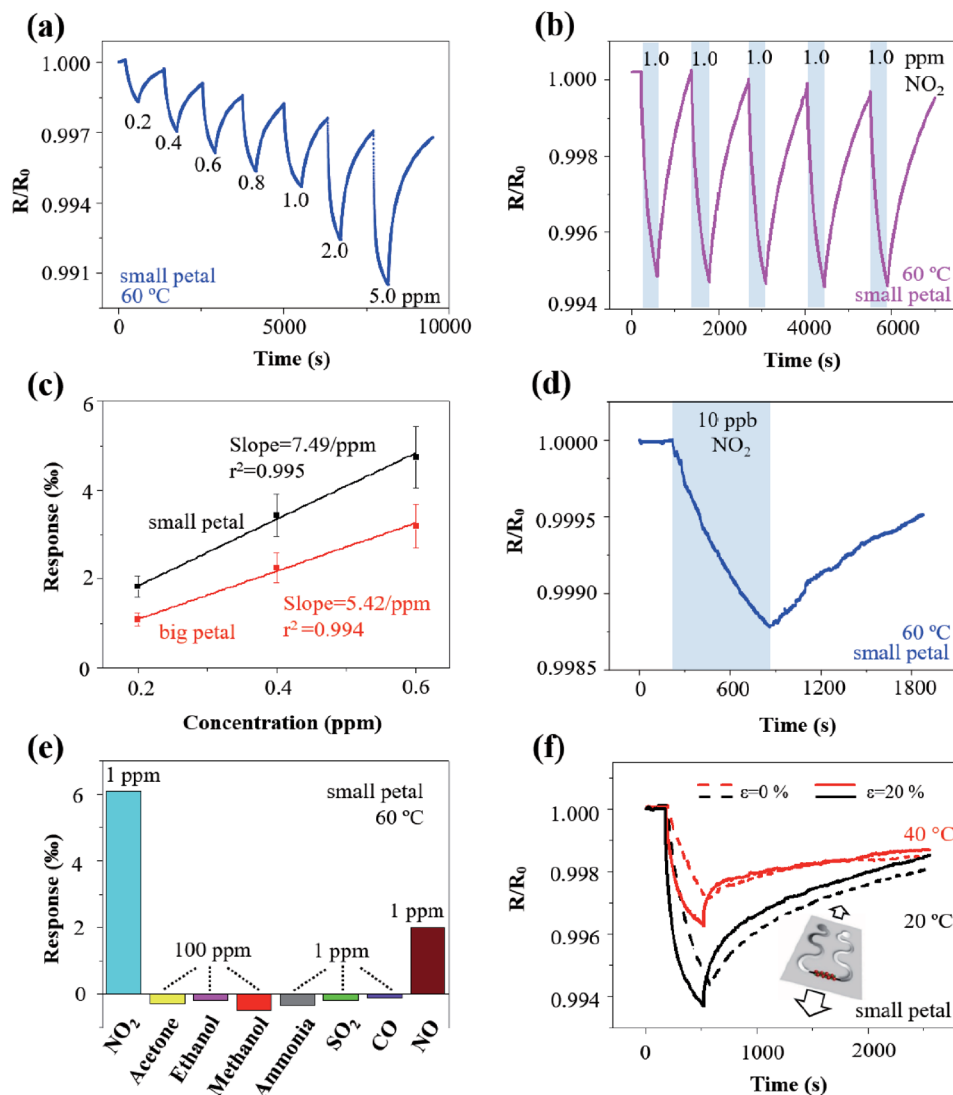 (a)
1.000
0.997
0.994
0.991
R/R₀
0.2
0.4
0.6
0.8
1.0
2.0
5.0 ppm
small petal
60 ºC
0
5000
10000
Time (s)
(b)
1.0
1.0
1.0
1.0
1.0
ppm
NO₂
1.000
0.998
0.996
0.994
R/R₀
60 ºC
small petal
0
2000
4000
6000
Time (s)
(c)
6
4
2
0
Response (‰)
Slope=7.49/ppm
r²=0.995
small petal
Slope=5.42/ppm
r²=0.994
big petal
0.2
0.4
0.6
Concentration (ppm)
(d)
10 ppb
NO₂
1.0000
0.9995
0.9990
0.9985
R/R₀
60 ºC
small petal
0
600
1200
1800
Time (s)
(e)
1 ppm
small petal
60 ºC
6
4
2
0
Response (‰)
100 ppm
1 ppm
1 ppm
NO₂
Acetone
Ethanol
Methanol
Ammonia
SO₂
CO
NO
(f)
ε=0 %
ε=20 %
1.000
0.998
0.996
0.994
R/R₀
40 °C
20 ºC
small petal
0
1000
2000
Time (s)